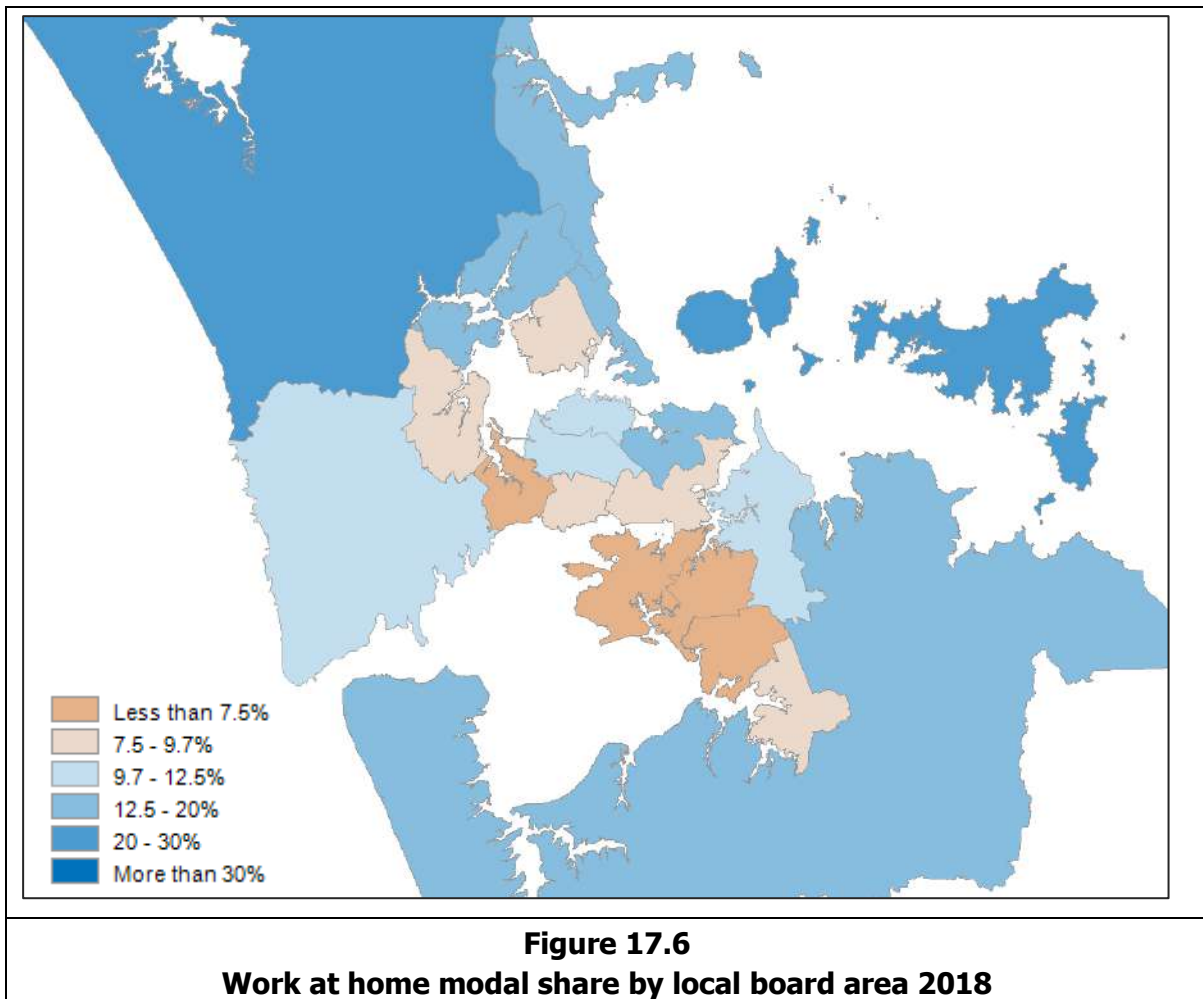 Less than 7.5%
7.5 - 9.7%
9.7 - 12.5%
12.5 - 20%
20 - 30%
More than 30%
Figure 17.6
Work at home modal share by local board area 2018